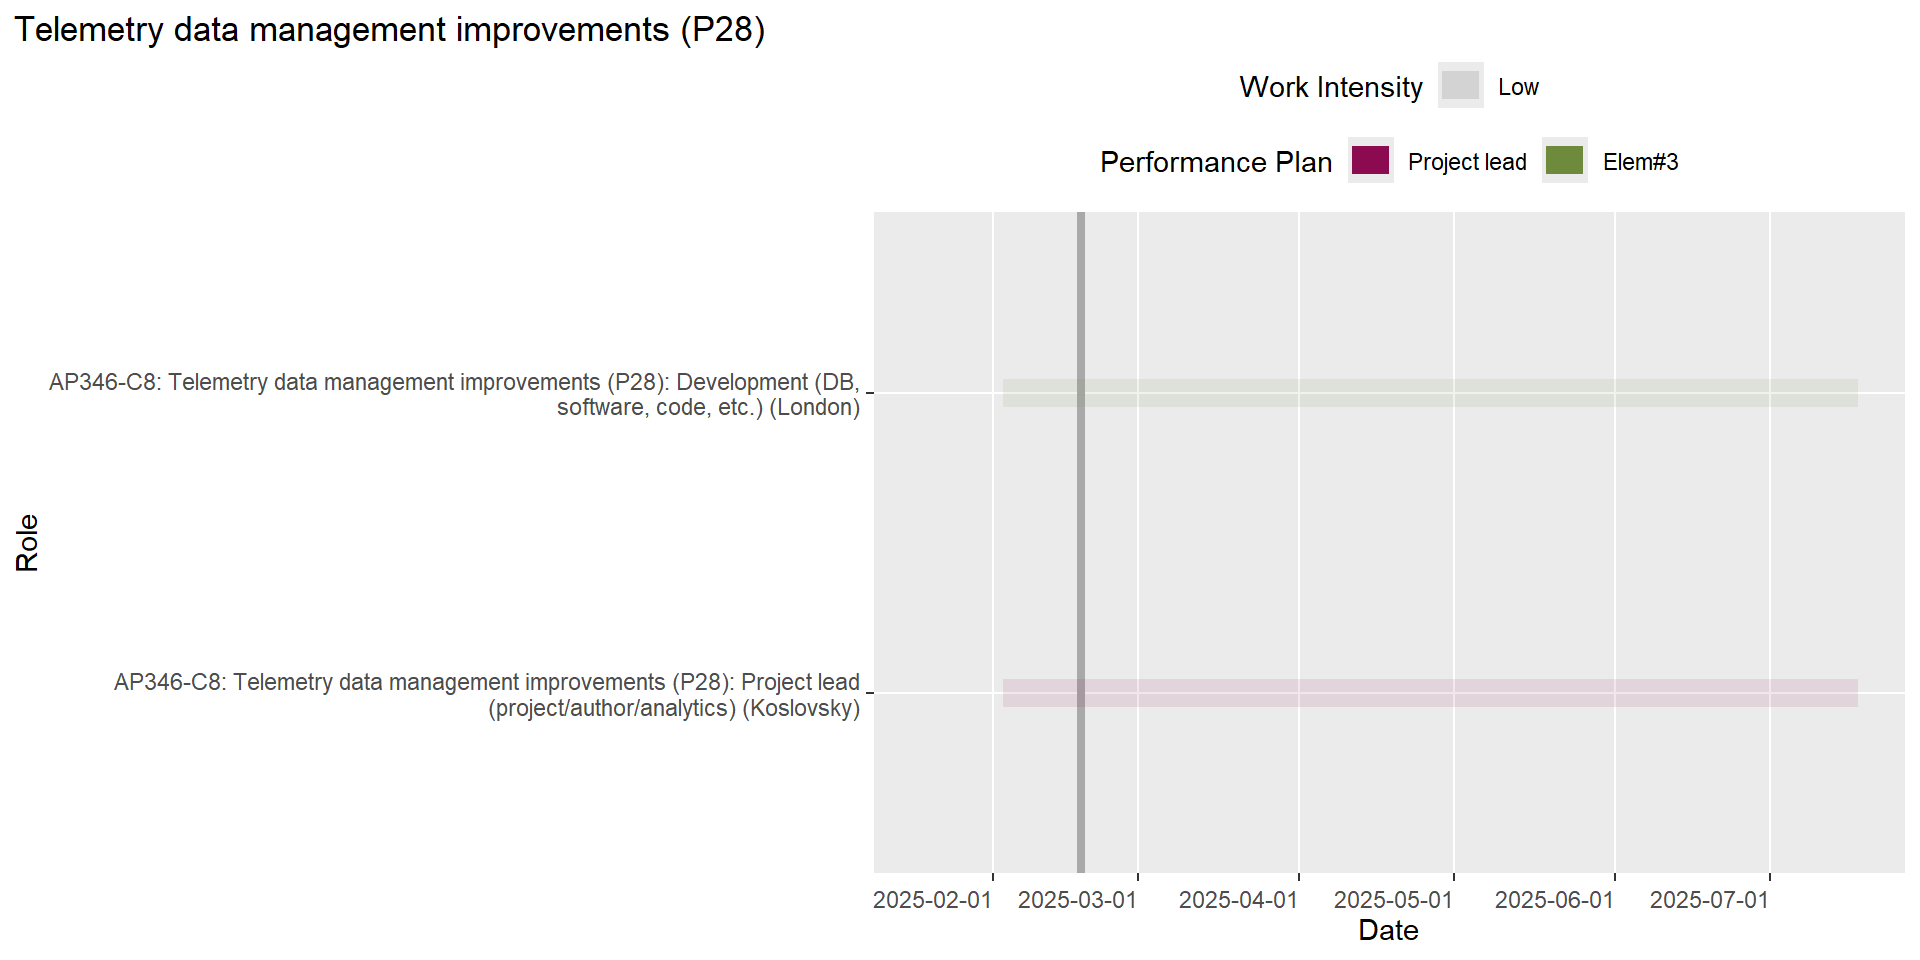 Telemetry data management improvements (P28)
Work Intensity Low
Performance Plan Project lead Elem#3
AP346-C8: Telemetry data management improvements (P28): Development (DB,
software, code, etc.) (London)
Role
AP346-C8: Telemetry data management improvements (P28): Project lead
(project/author/analytics) (Koslovsky)
2025-02-01 2025-03-01 2025-04-01 2025-05-01 2025-06-01 2025-07-01
Date